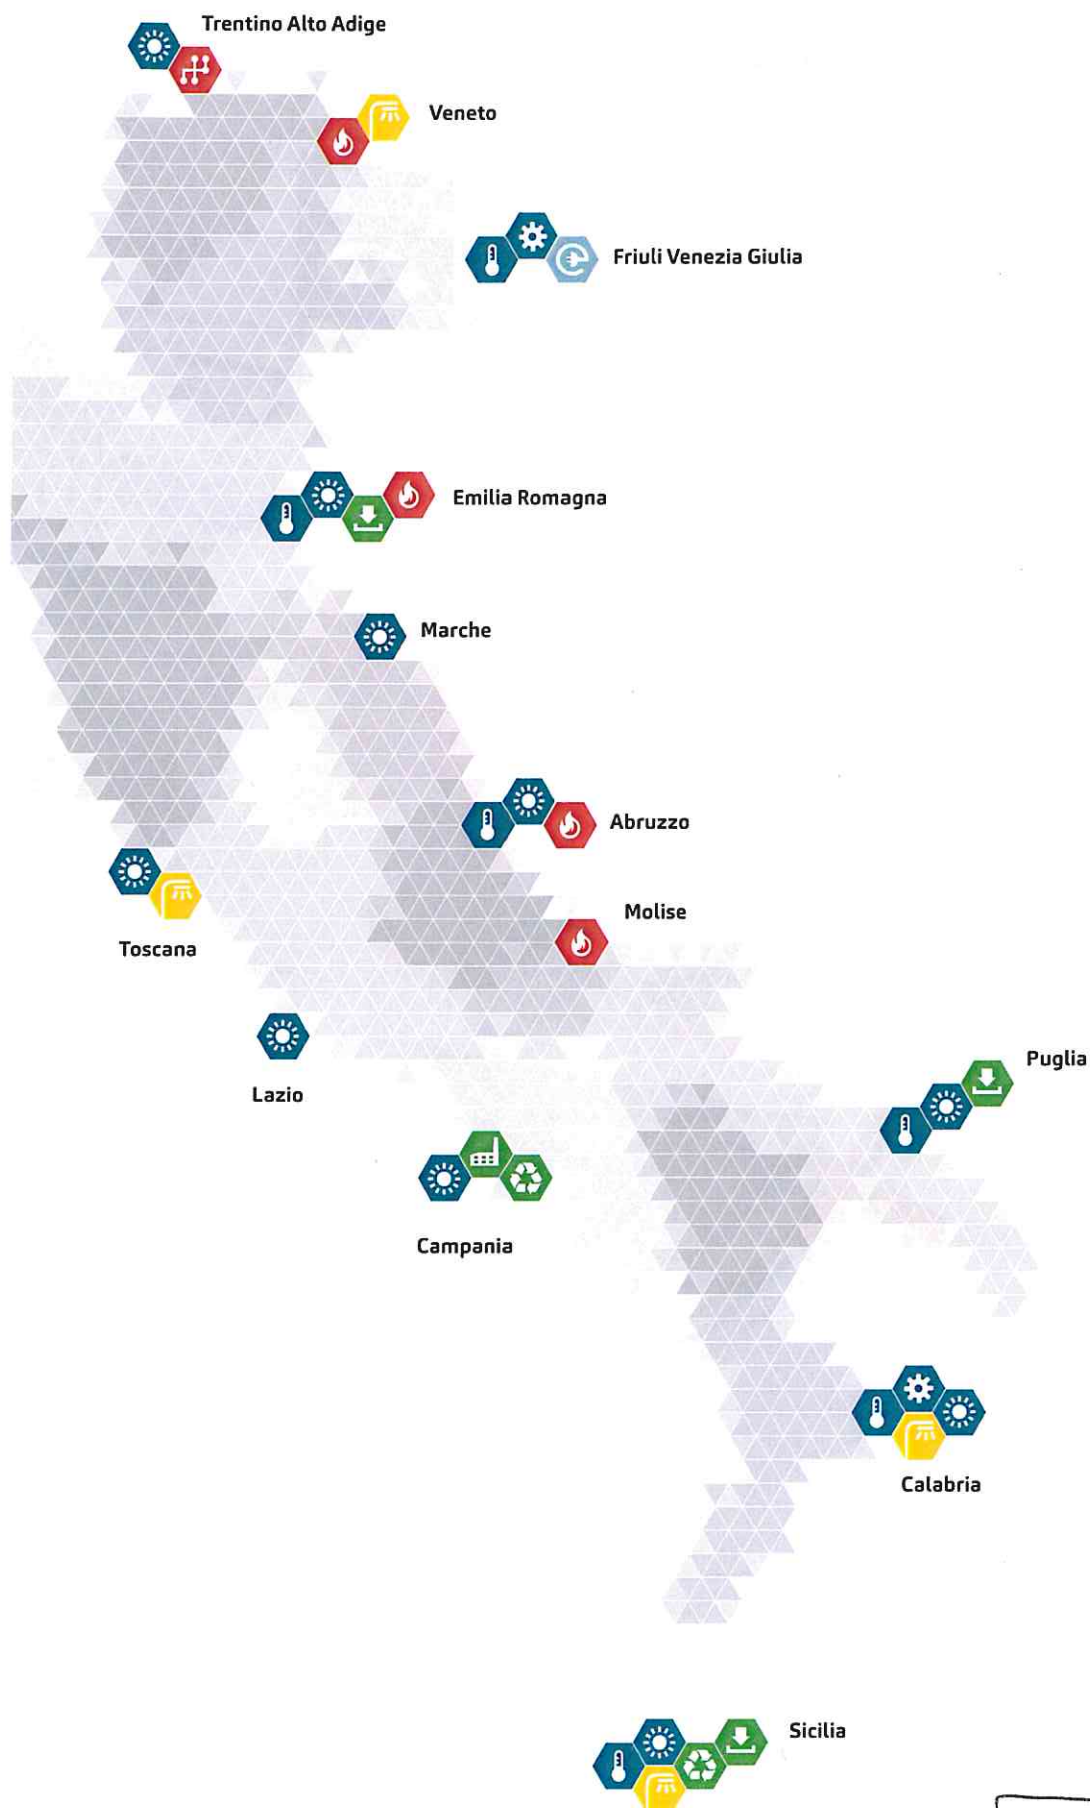 Trentino Alto Adige
Veneto
Friuli Venezia Giulia
Emilia Romagna
Marche
Abruzzo
Molise
Toscana
Lazio
Puglia
Campania
Calabria
Sicilia